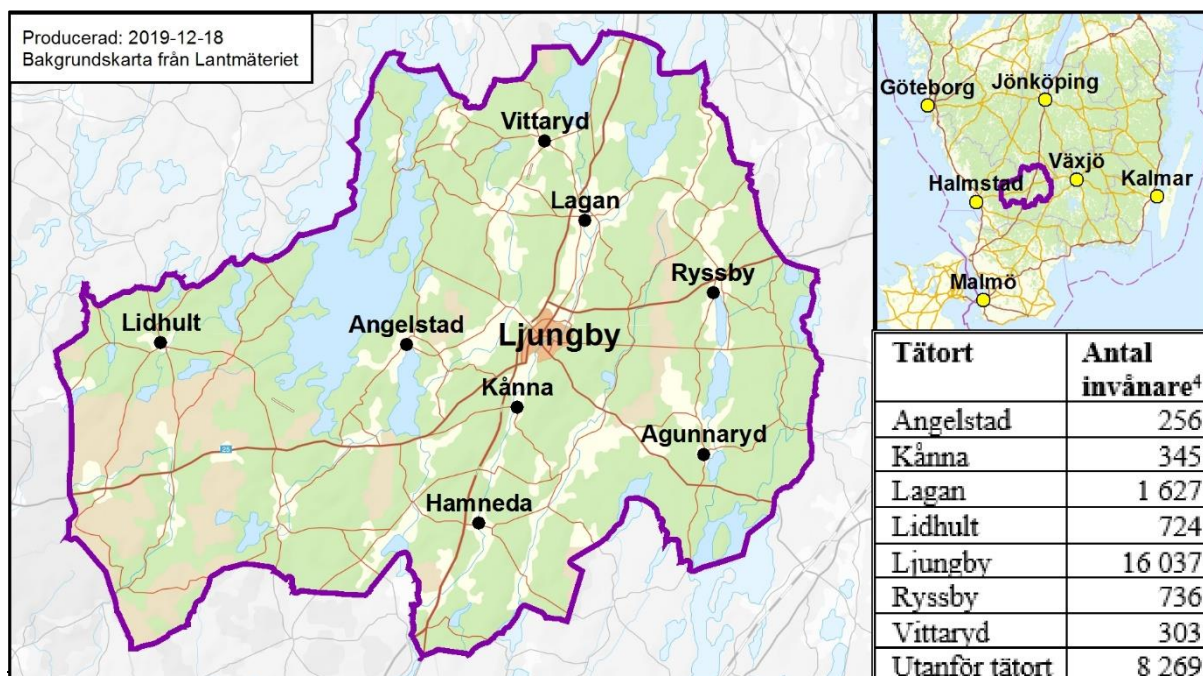 Producerad: 2019-12-18
Bakgrundskarta från Lantmäteriet
Vittaryd
Lagan
Ryssby
Lidhult
Angelstad
Ljungby
Kånna
Agunnaryd
Hamneda
Göteborg
Jönköping
Växjö
Halmstad
Kalmar
Malmö
Tätort Antal
invånare⁴
Angelstad 256
Kånna 345
Lagan 1 627
Lidhult 724
Ljungby 16 037
Ryssby 736
Vittaryd 303
Utanför tätort 8 269